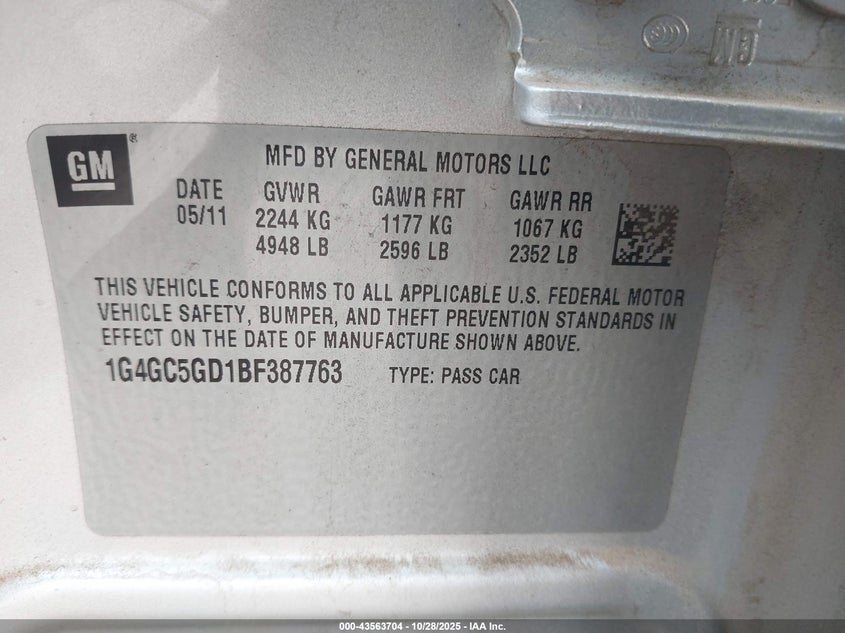 GM ®
MFD BY GENERAL MOTORS LLC
DATE GVWR GAWR FRT GAWR RR
05/11 2244 KG 1177 KG 1067 KG
4948 LB 2596 LB 2352 LB
THIS VEHICLE CONFORMS TO ALL APPLICABLE U.S. FEDERAL MOTOR
VEHICLE SAFETY, BUMPER, AND THEFT PREVENTION STANDARDS IN
EFFECT ON THE DATE OF MANUFACTURE SHOWN ABOVE.
1G4GC5GD1BF387763 TYPE: PASS CAR
GM
000-43563704 | 10/28/2025 - IAA Inc.